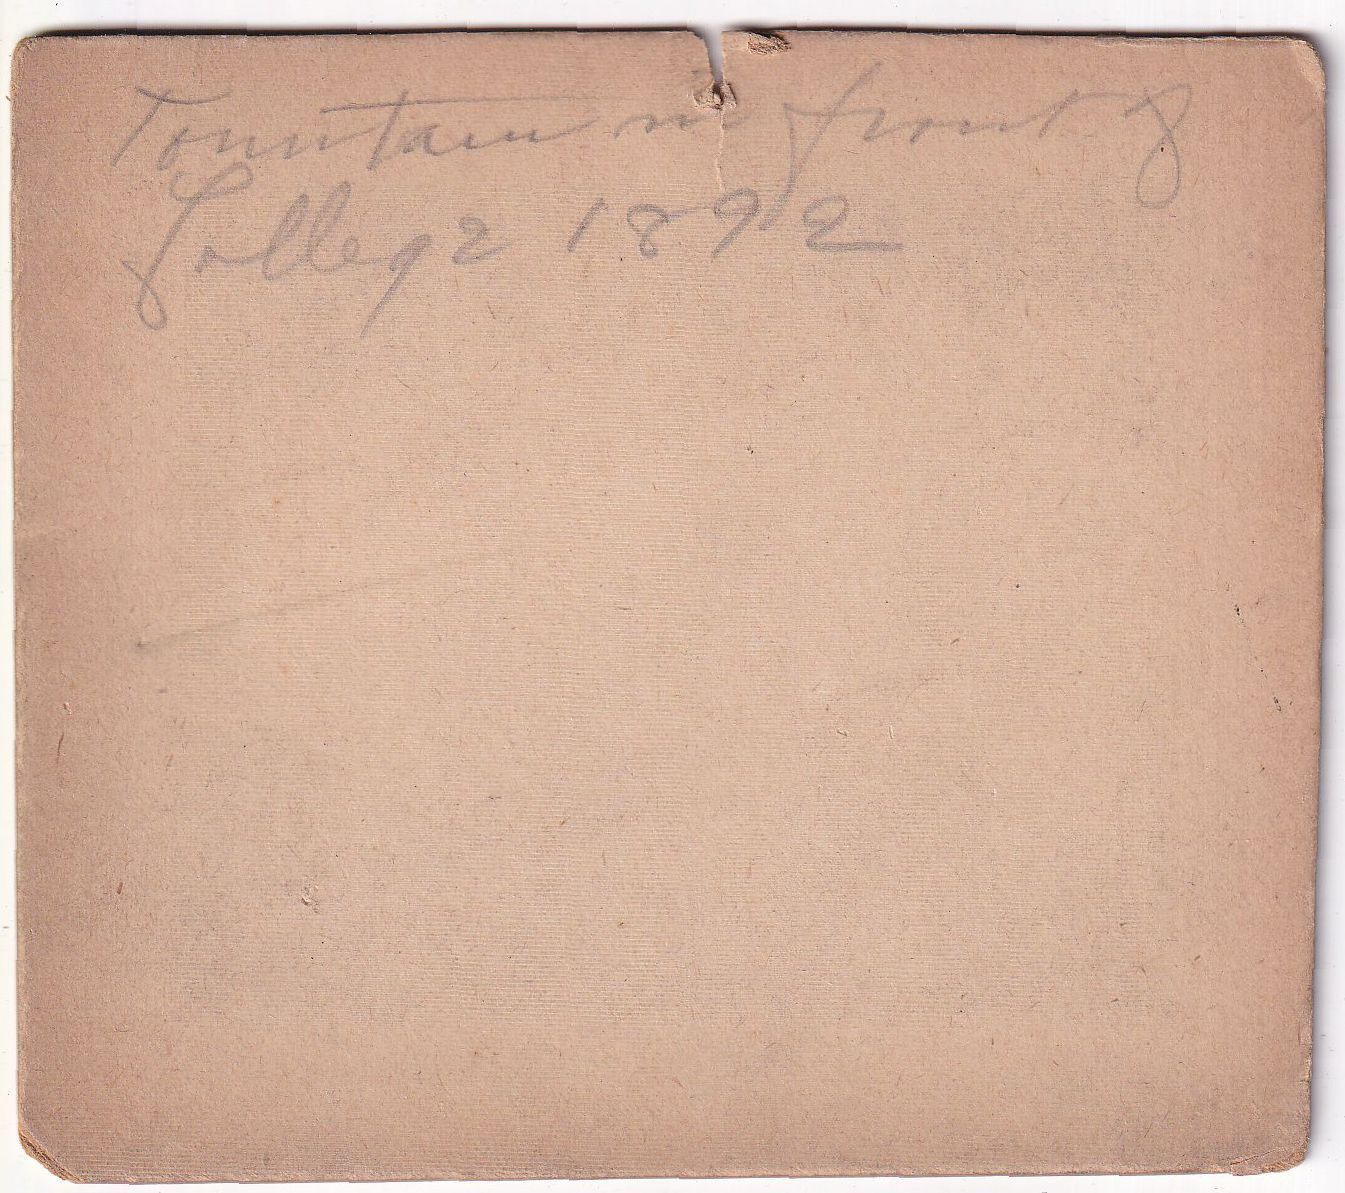 Fountain in front of
College 1892